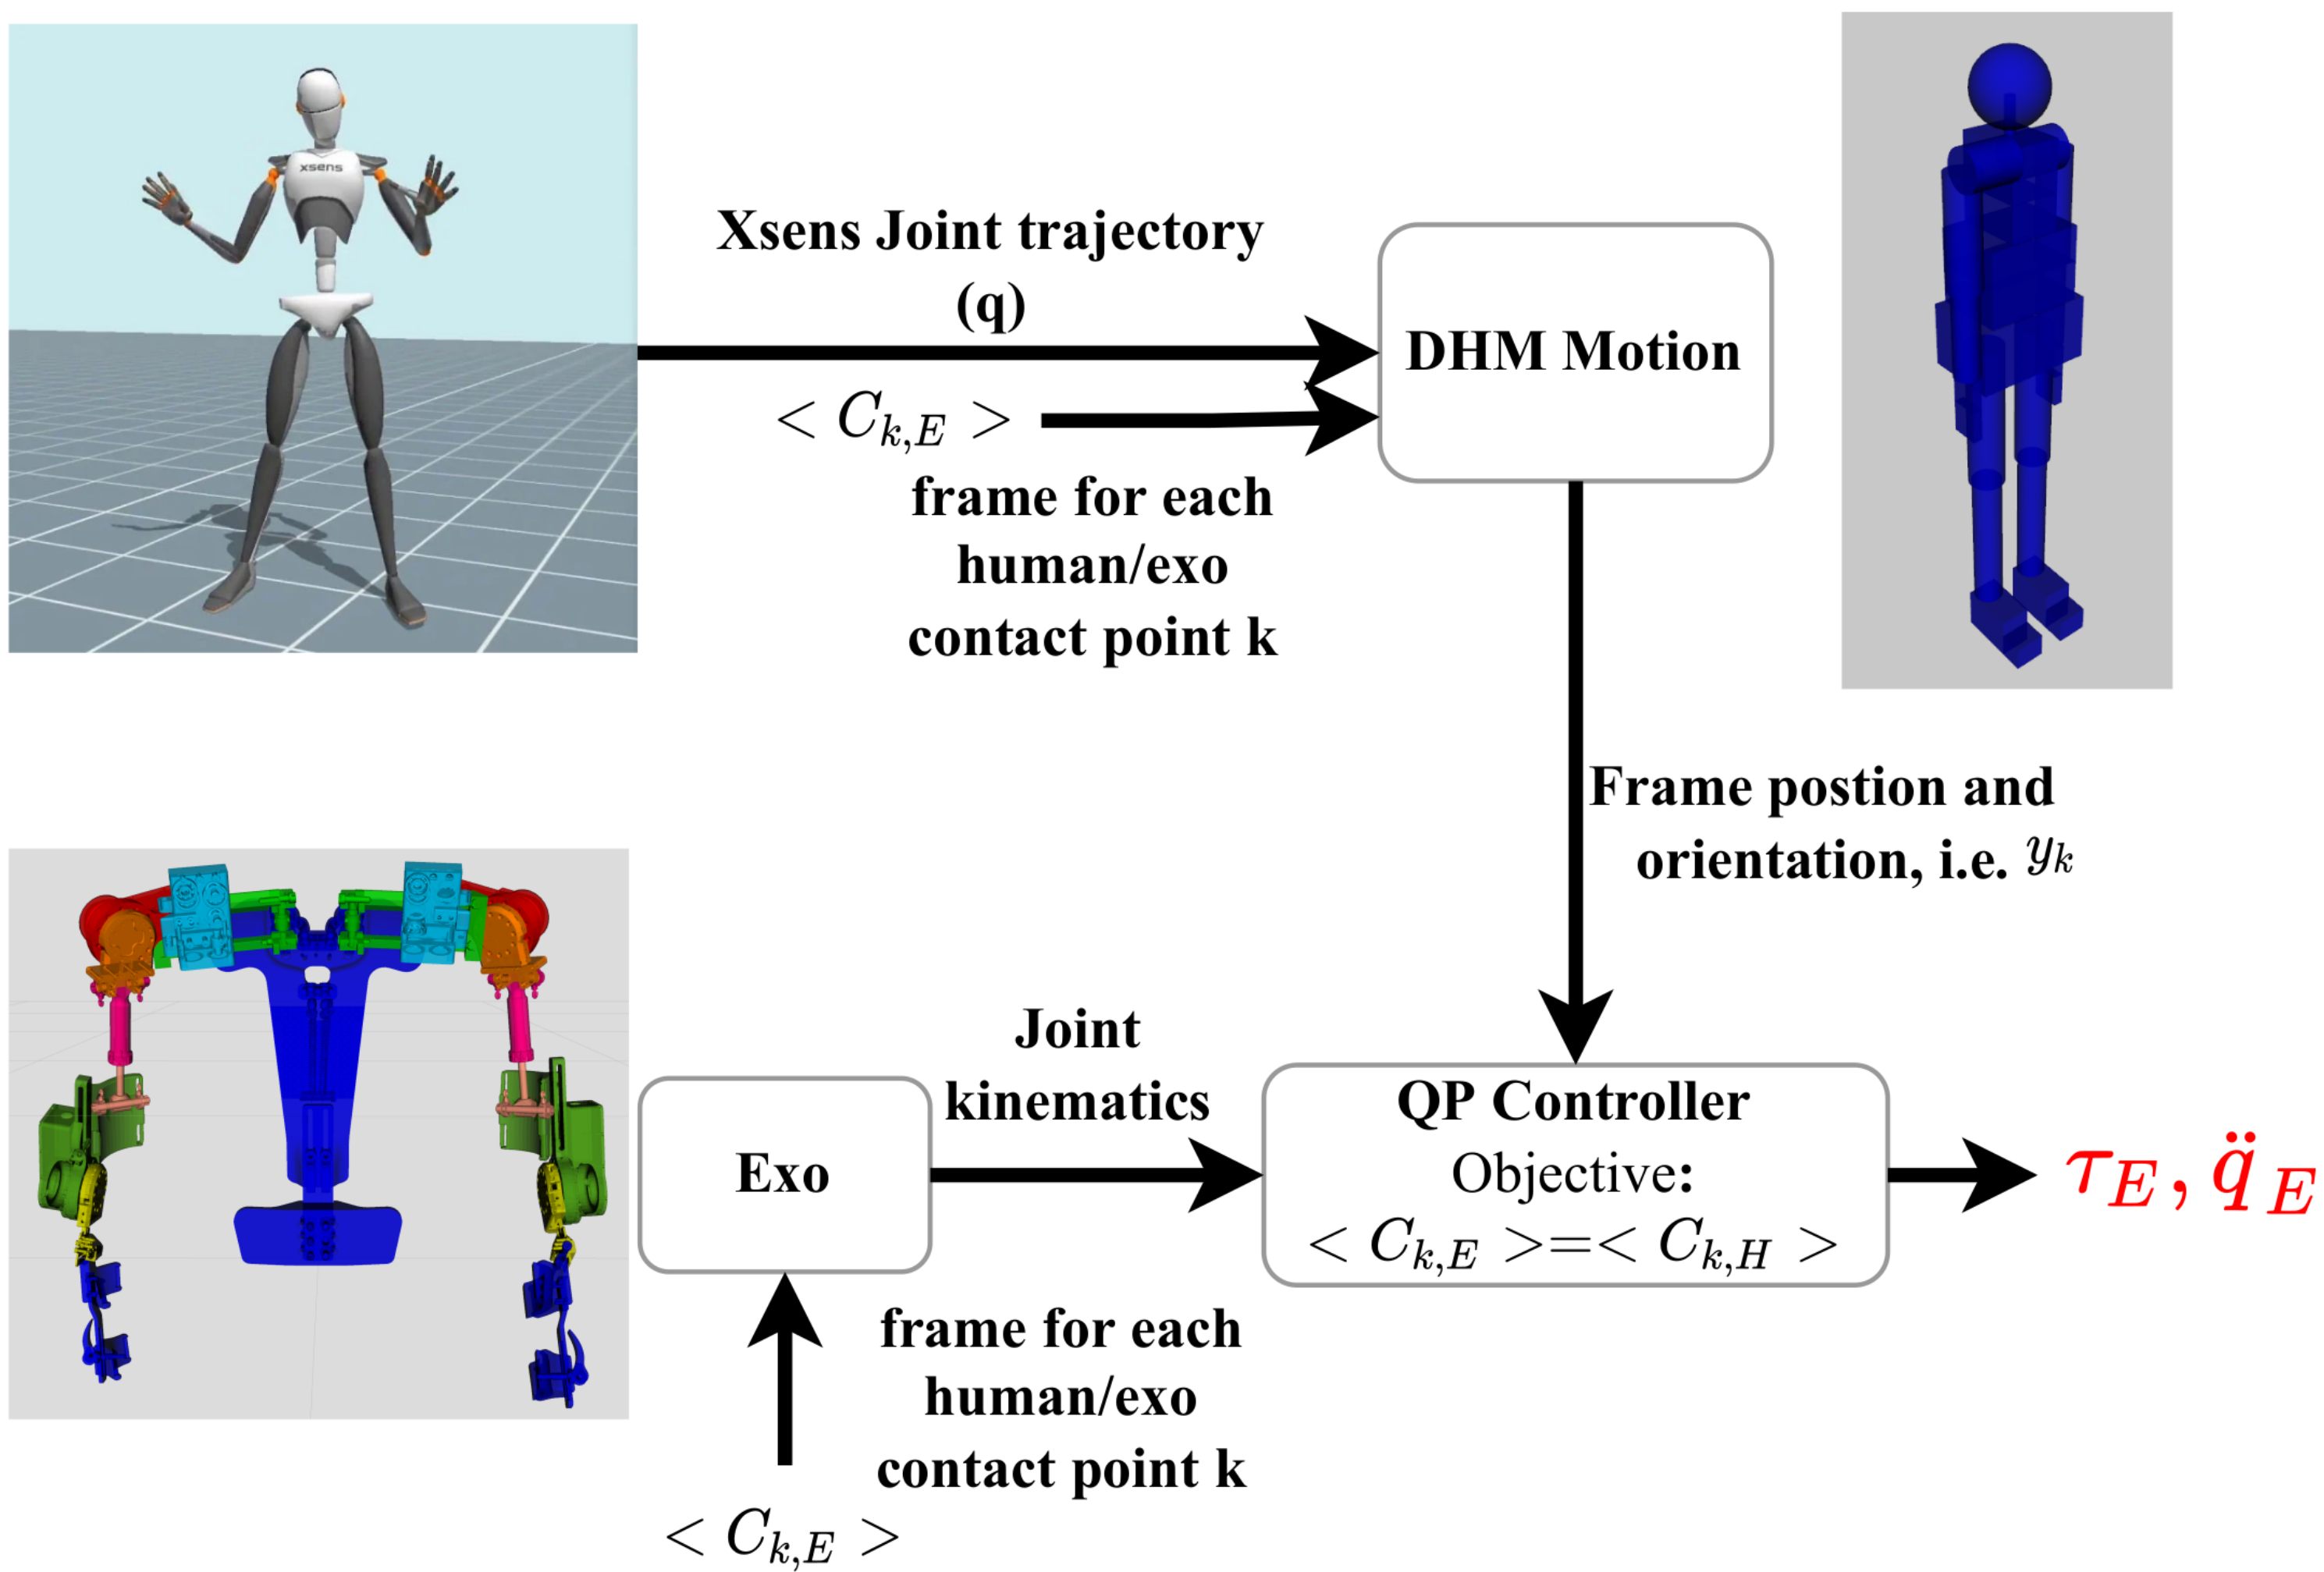 xsens
Xsens Joint trajectory
(q)
DHM Motion
< C_{k,E} >
frame for each
human/exo
contact point k
Frame postion and
orientation, i.e. y_k
Joint
kinematics
Exo
QP Controller
Objective:
< C_{k,E} >=< C_{k,H} >
τ_E, q̈_E
frame for each
human/exo
contact point k
< C_{k,E} >